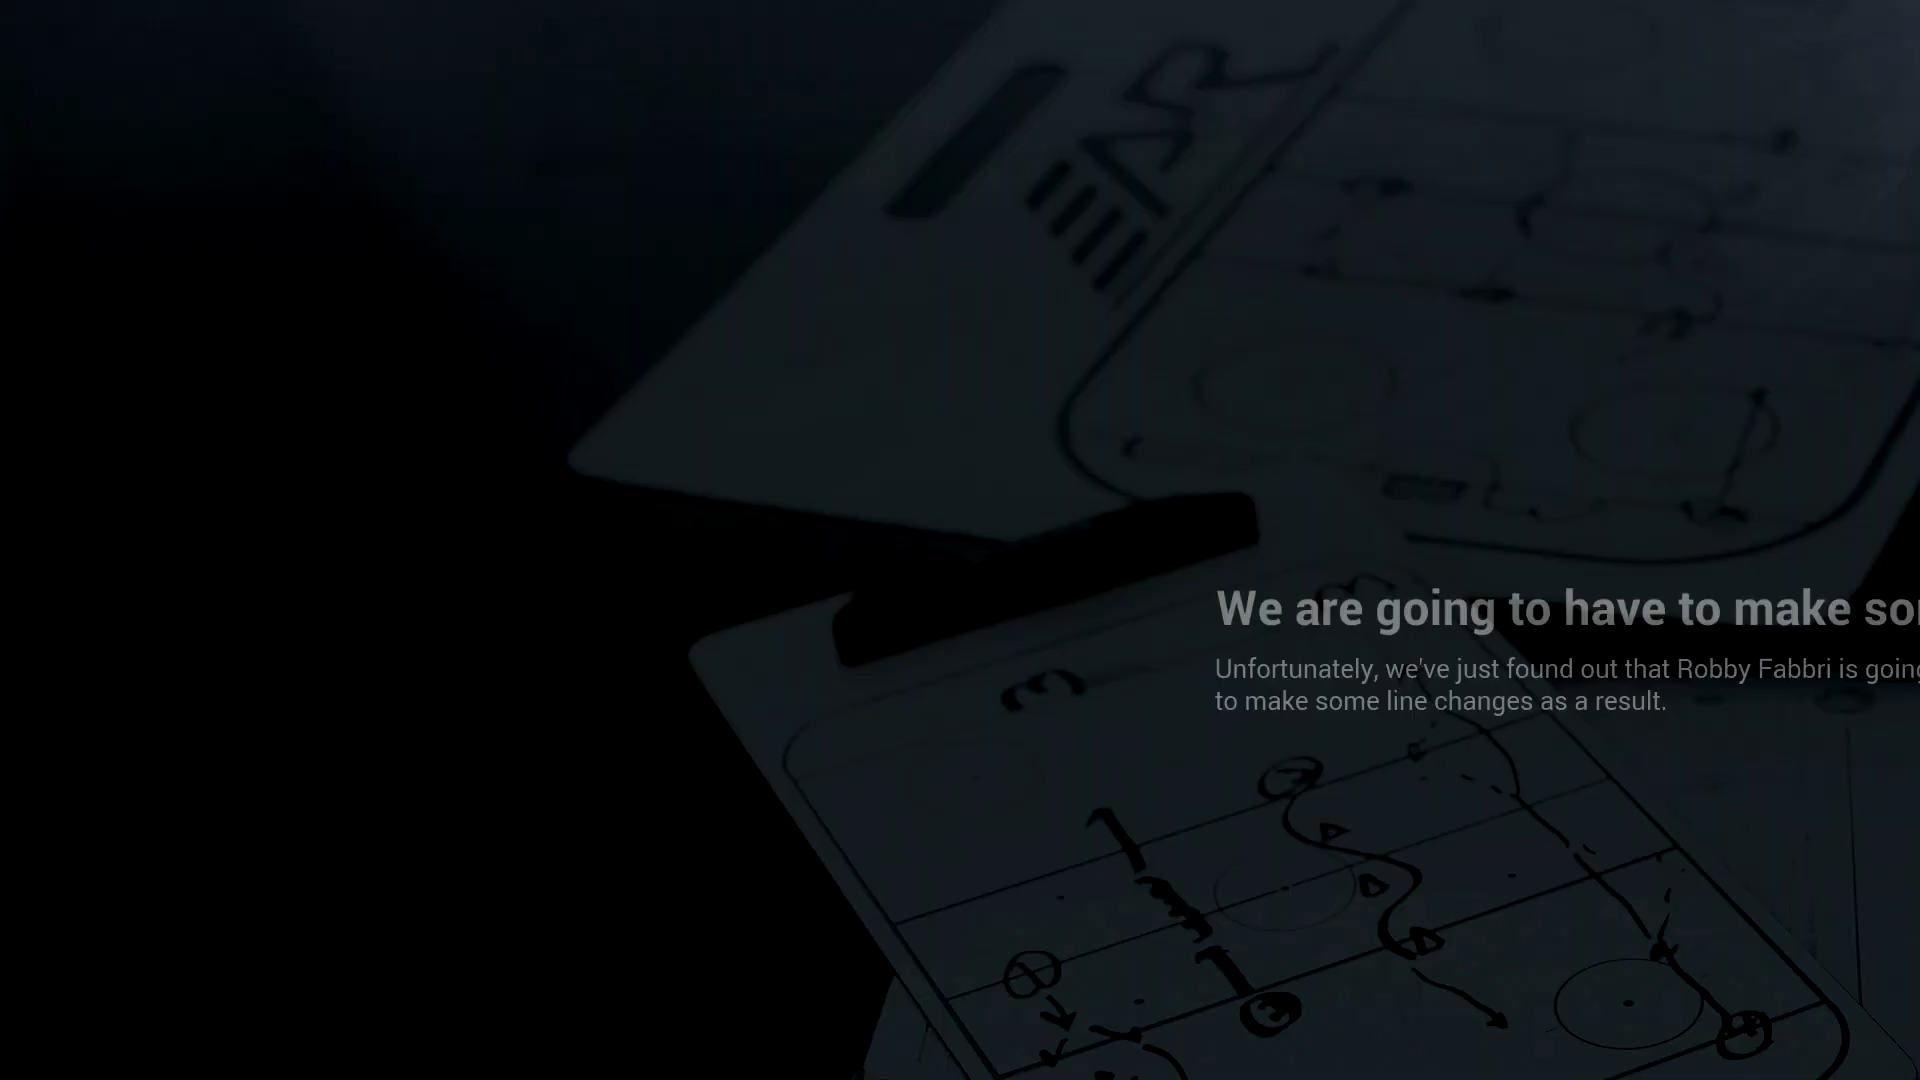 We are going to have to make
Unfortunately, we've just found out that Robby Fabbri is going
to make some line changes as a result.